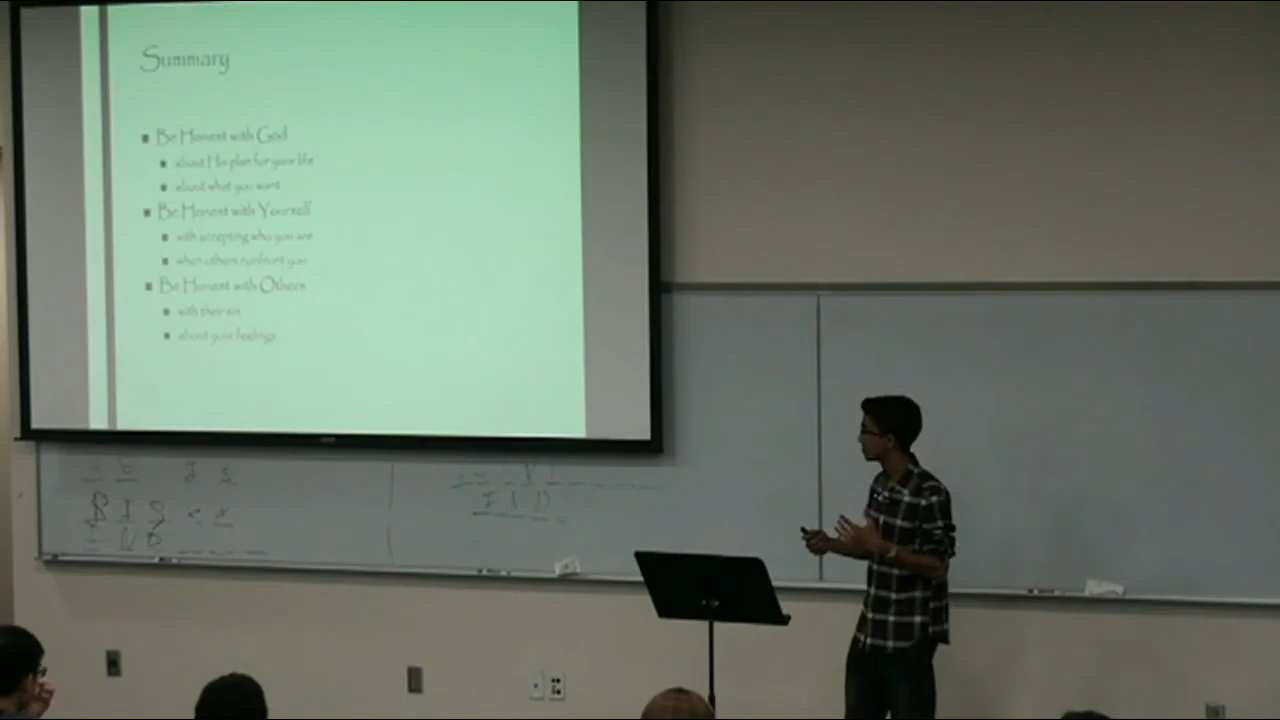 Summary
Be Honest with God
about His plan for your life
about what you want
Be Honest with Yourself
with accepting who you are
when others confront you
Be Honest with Others
with their sin
about your feelings